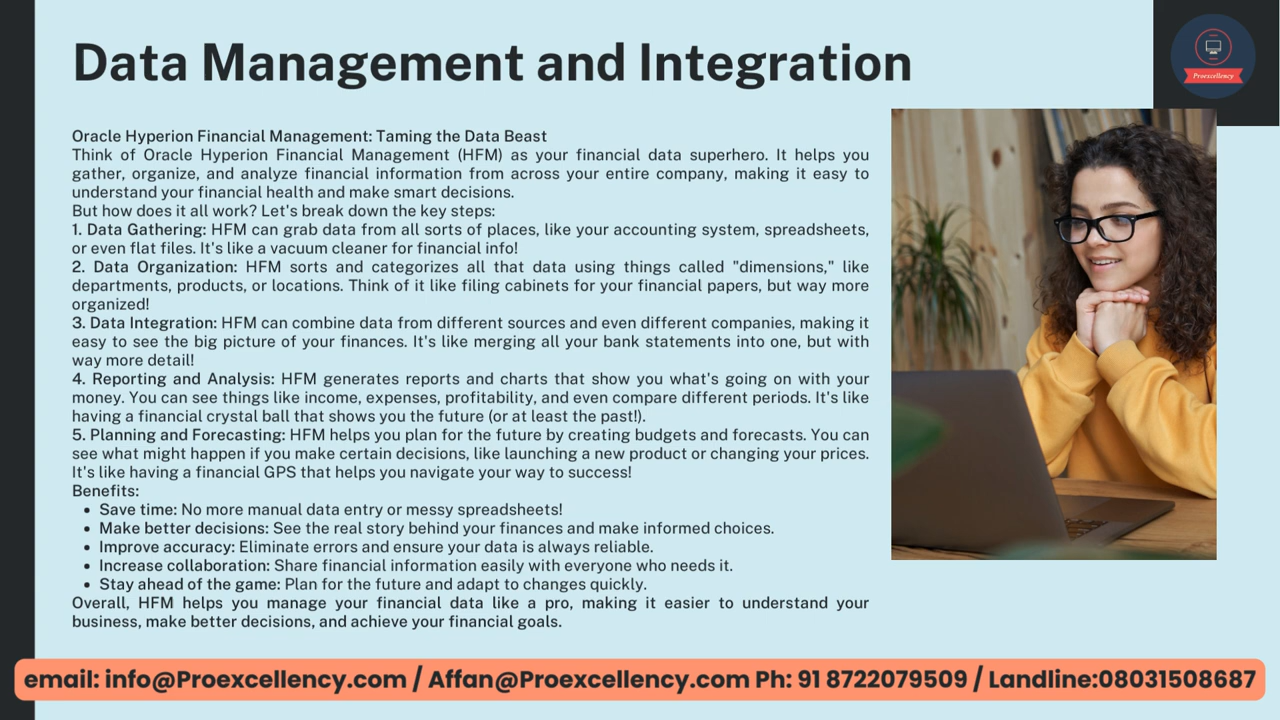 Data Management and Integration
Proexcellency
Oracle Hyperion Financial Management: Taming the Data Beast
Think of Oracle Hyperion Financial Management (HFM) as your financial data superhero. It helps you
gather, organize, and analyze financial information from across your entire company, making it easy to
understand your financial health and make smart decisions.
But how does it all work? Let's break down the key steps:
1. Data Gathering: HFM can grab data from all sorts of places, like your accounting system, spreadsheets,
or even flat files. It's like a vacuum cleaner for financial info!
2. Data Organization: HFM sorts and categorizes all that data using things called "dimensions," like
departments, products, or locations. Think of it like filing cabinets for your financial papers, but way more
organized!
3. Data Integration: HFM can combine data from different sources and even different companies, making it
easy to see the big picture of your finances. It's like merging all your bank statements into one, but with
way more detail!
4. Reporting and Analysis: HFM generates reports and charts that show you what's going on with your
money. You can see things like income, expenses, profitability, and even compare different periods. It's like
having a financial crystal ball that shows you the future (or at least the past!).
5. Planning and Forecasting: HFM helps you plan for the future by creating budgets and forecasts. You can
see what might happen if you make certain decisions, like launching a new product or changing your prices.
It's like having a financial GPS that helps you navigate your way to success!
Benefits:
• Save time: No more manual data entry or messy spreadsheets!
• Make better decisions: See the real story behind your finances and make informed choices.
• Improve accuracy: Eliminate errors and ensure your data is always reliable.
• Increase collaboration: Share financial information easily with everyone who needs it.
• Stay ahead of the game: Plan for the future and adapt to changes quickly.
Overall, HFM helps you manage your financial data like a pro, making it easier to understand your
business, make better decisions, and achieve your financial goals.
email: info@Proexcellency.com / Affan@Proexcellency.com Ph: 91 8722079509 / Landline:08031508687